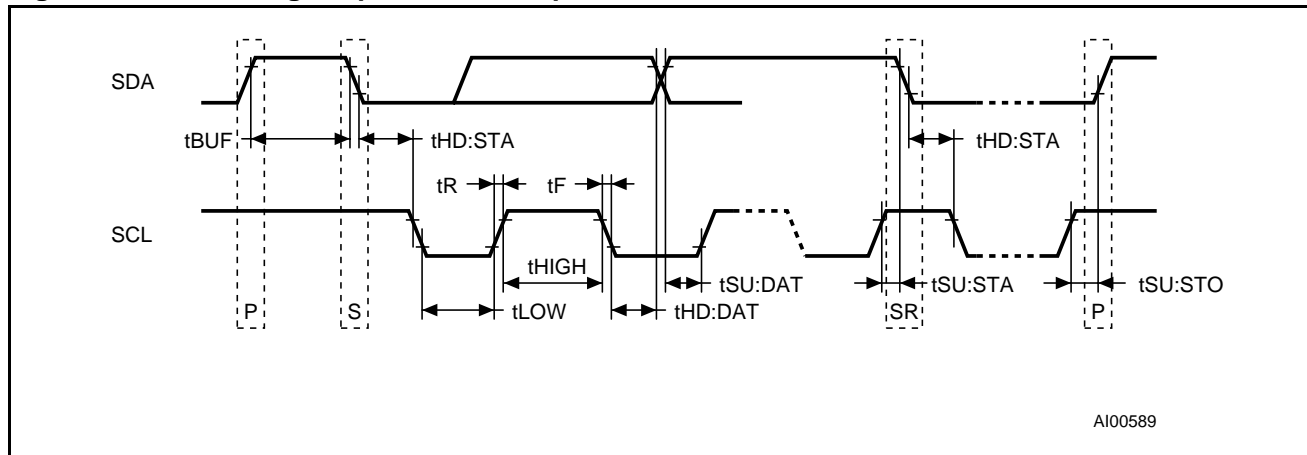 SDA
tBUF
tHD:STA
tHD:STA
tR
tF
SCL
tHIGH
tSU:DAT
tSU:STA
tSU:STO
P
S
tLOW
tHD:DAT
SR
P
AI00589